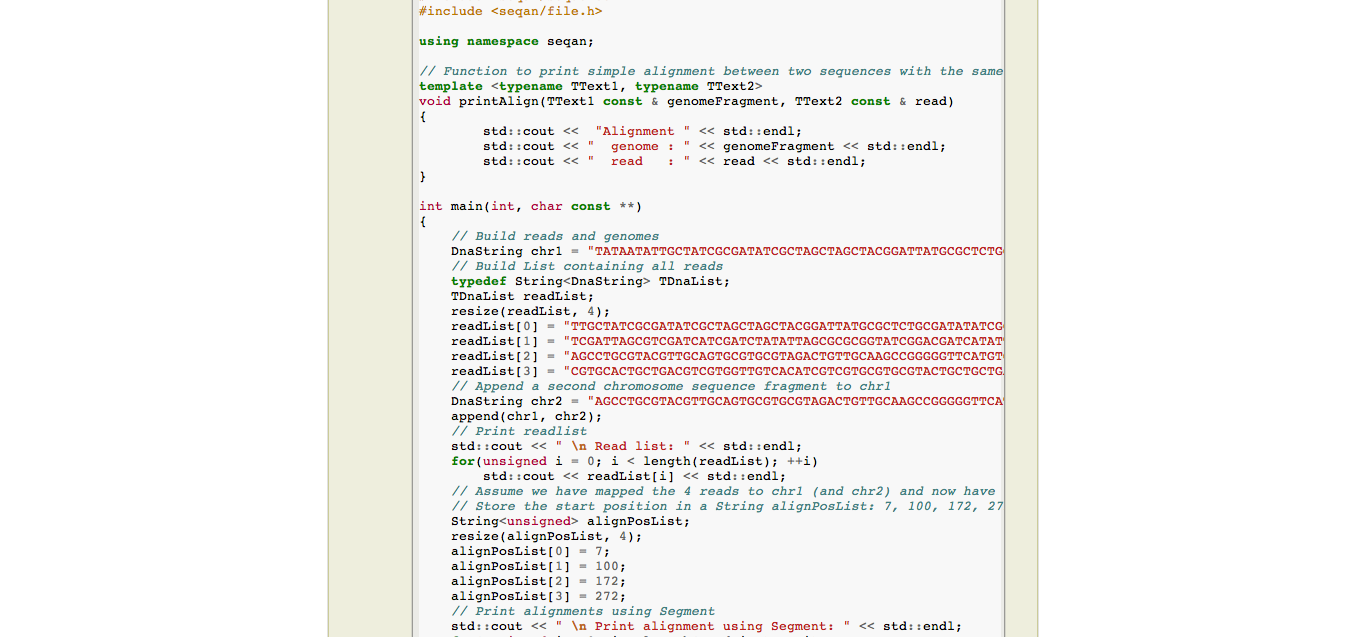 #include <seqan/file.h>
using namespace seqan;
// Function to print simple alignment between two sequences with the same
template <typename TText1, typename TText2>
void printAlign(TText1 const & genomeFragment, TText2 const & read)
{
std::cout <<  "Alignment " << std::endl;
std::cout << "  genome : " << genomeFragment << std::endl;
std::cout << "  read   : " << read << std::endl;
}
int main(int, char const **)
{
// Build reads and genomes
DnaString chr1 = "TATAATATTGCTATCGCGATATCGCTAGCTAGCTACGGATTATGCGCTCTG
// Build List containing all reads
typedef String<DnaString> TDnaList;
TDnaList readList;
resize(readList, 4);
readList[0] = "TTGCTATCGCGATATCGCTAGCTAGCTACGGATTATGCGCTCTGCGATATATCG
readList[1] = "TCGATTAGCGTCGATCATCGATCTATATTAGCGCGCGGTATCGGACGATCATAT
readList[2] = "AGCCTGCGTACGTTGCAGTGCGTGCGTAGACTGTTGCAAGCCGGGGGTTCATGT
readList[3] = "CGTGCACTGCTGACGTCGTGGTTGTCACATCGTCGTGCGTGCGTACTGCTGCTG
// Append a second chromosome sequence fragment to chr1
DnaString chr2 = "AGCCTGCGTACGTTGCAGTGCGTGCGTAGACTGTTGCAAGCCGGGGGTTCA
append(chr1, chr2);
// Print readlist
std::cout << " \n Read list: " << std::endl;
for(unsigned i = 0; i < length(readList); ++i)
std::cout << readList[i] << std::endl;
// Assume we have mapped the 4 reads to chr1 (and chr2) and now have
// Store the start position in a String alignPosList: 7, 100, 172, 27
String<unsigned> alignPosList;
resize(alignPosList, 4);
alignPosList[0] = 7;
alignPosList[1] = 100;
alignPosList[2] = 172;
alignPosList[3] = 272;
// Print alignments using Segment
std::cout << " \n Print alignment using Segment: " << std::endl;